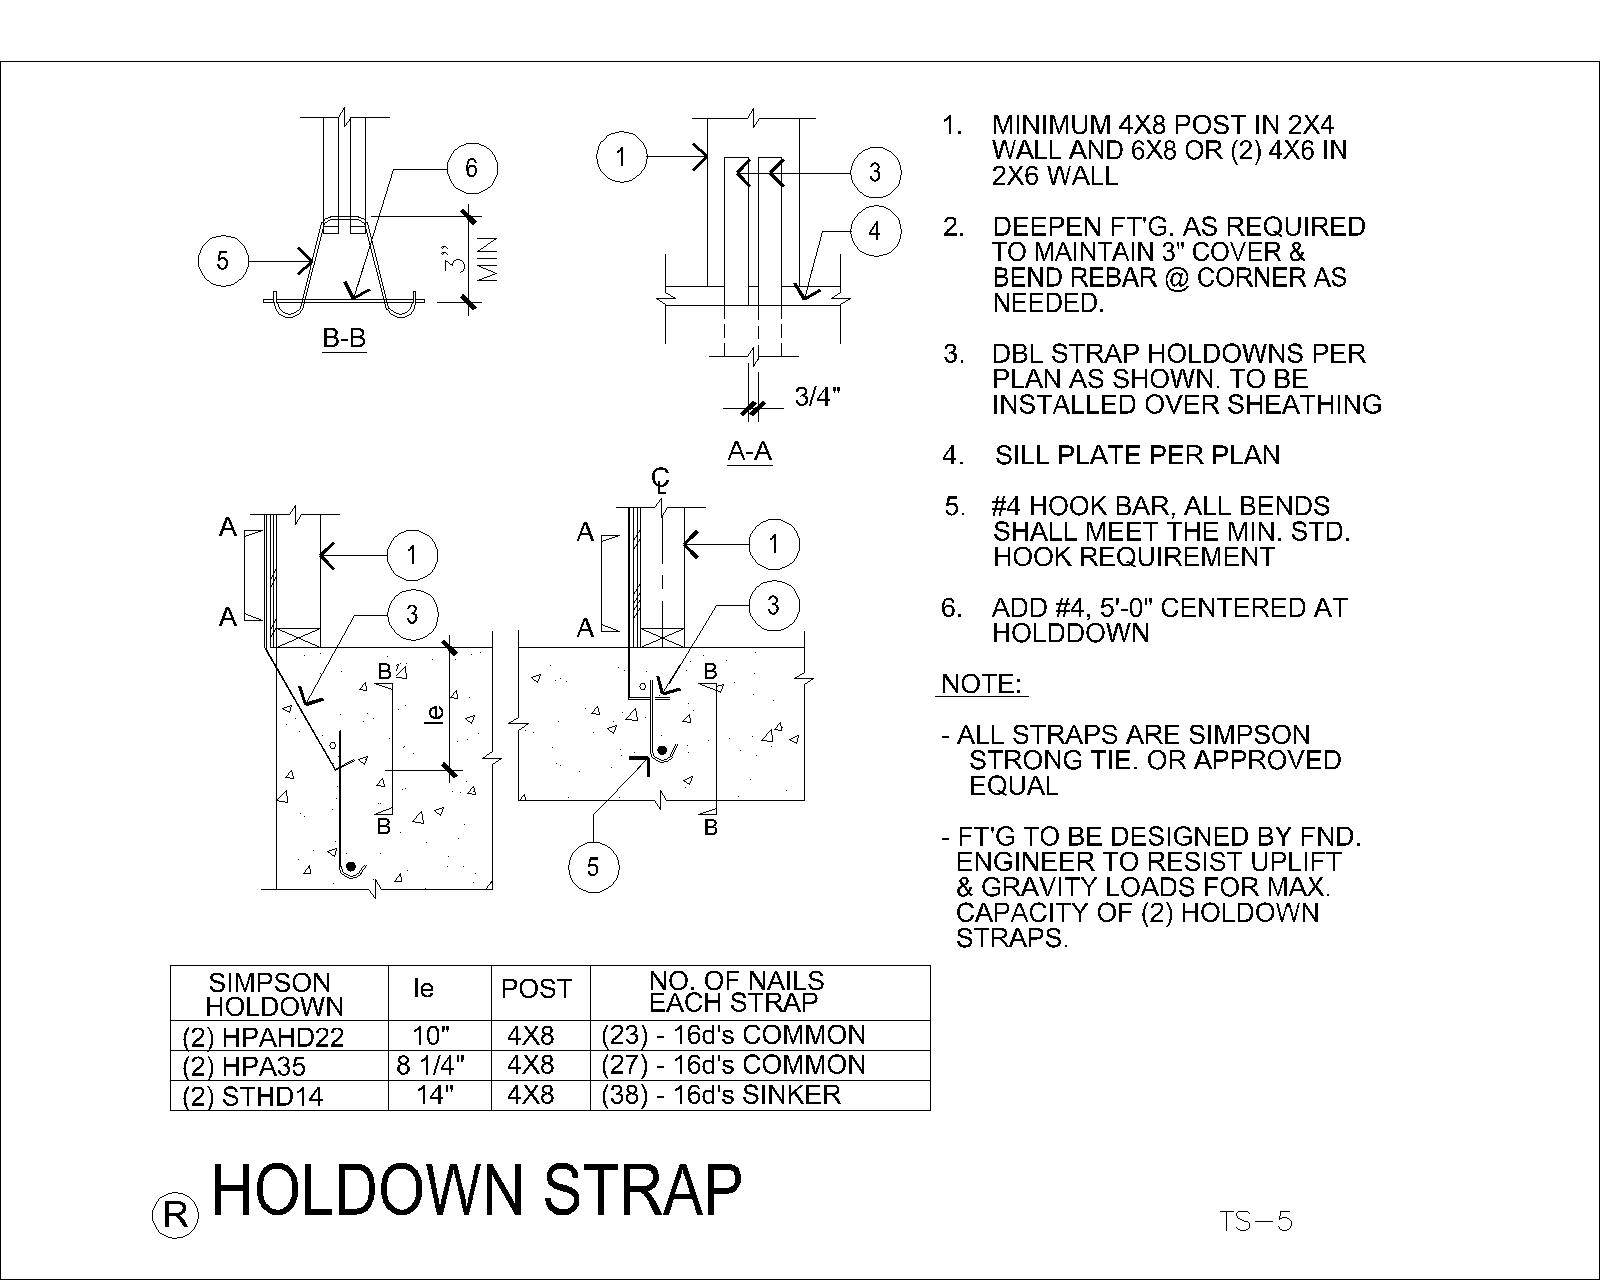 1
6
3
4
5
3" MIN
B-B
3/4"
A-A
CL
A
A
1
3
B
le
B
A
A
1
3
B
B
5
1. MINIMUM 4X8 POST IN 2X4
WALL AND 6X8 OR (2) 4X6 IN
2X6 WALL
2. DEEPEN FT'G. AS REQUIRED
TO MAINTAIN 3" COVER &
BEND REBAR @ CORNER AS
NEEDED.
3. DBL STRAP HOLDOWNS PER
PLAN AS SHOWN. TO BE
INSTALLED OVER SHEATHING
4. SILL PLATE PER PLAN
5. #4 HOOK BAR, ALL BENDS
SHALL MEET THE MIN. STD.
HOOK REQUIREMENT
6. ADD #4, 5'-0" CENTERED AT
HOLDDOWN
NOTE:
- ALL STRAPS ARE SIMPSON
STRONG TIE. OR APPROVED
EQUAL
- FT'G TO BE DESIGNED BY FND.
ENGINEER TO RESIST UPLIFT
& GRAVITY LOADS FOR MAX.
CAPACITY OF (2) HOLDOWN
STRAPS.
SIMPSON HOLDOWN le POST NO. OF NAILS EACH STRAP
(2) HPAHD22 10" 4X8 (23) - 16d's COMMON
(2) HPA35 8 1/4" 4X8 (27) - 16d's COMMON
(2) STHD14 14" 4X8 (38) - 16d's SINKER
R HOLDOWN STRAP
TS-5